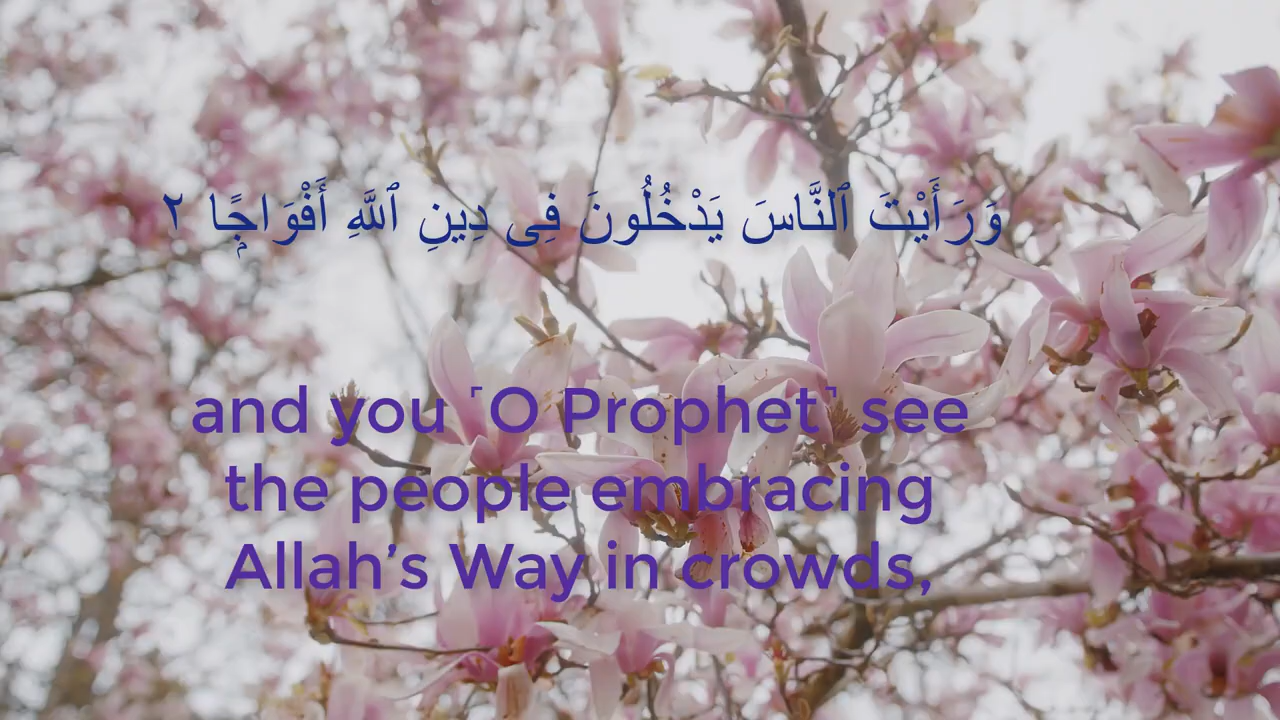 وَرَأَيْتَ ٱلنَّاسَ يَدْخُلُونَ فِى دِينِ ٱللَّهِ أَفْوَاجًۭا ٢
and you ˹O Prophet˺ see
the people embracing
Allah’s Way in crowds,